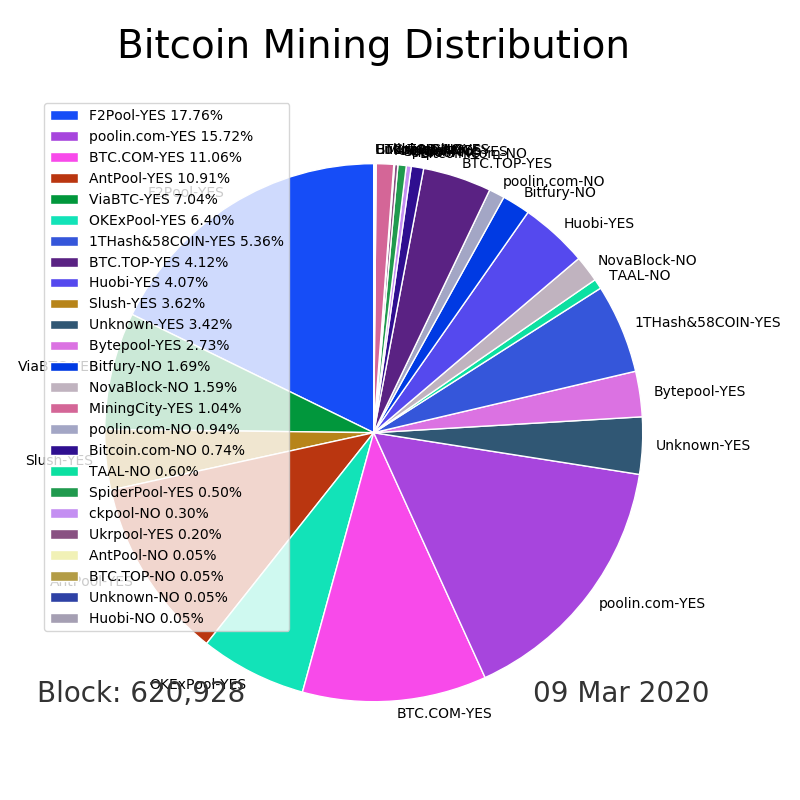 Bitcoin Mining Distribution
F2Pool-YES 17.76%
poolin.com-YES 15.72%
BTC.COM-YES 11.06%
AntPool-YES 10.91%
ViaBTC-YES 7.04%
OKExPool-YES 6.40%
1THash&58COIN-YES 5.36%
BTC.TOP-YES 4.12%
Huobi-YES 4.07%
Slush-YES 3.62%
Unknown-YES 3.42%
Bytepool-YES 2.73%
Bitfury-NO 1.69%
NovaBlock-NO 1.59%
MiningCity-YES 1.04%
poolin.com-NO 0.94%
Bitcoin.com-NO 0.74%
TAAL-NO 0.60%
SpiderPool-YES 0.50%
ckpool-NO 0.30%
Ukrpool-YES 0.20%
AntPool-NO 0.05%
BTC.TOP-NO 0.05%
Unknown-NO 0.05%
Huobi-NO 0.05%
BTC.TOP-YES
poolin.com-NO
Bitfury-NO
Huobi-YES
NovaBlock-NO
TAAL-NO
1THash&58COIN-YES
Bytepool-YES
Unknown-YES
poolin.com-YES
BTC.COM-YES
OKExPool-YES
AntPool-YES
Slush-YES
ViaBTC-YES
F2Pool-YES
Block: 620,928
09 Mar 2020